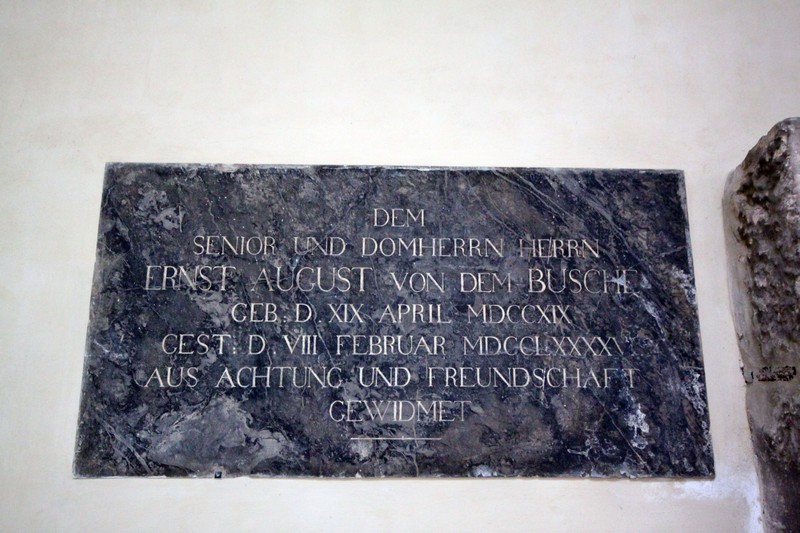 DEM
SENIOR UND DOMHERRN HERRN
ERNST AUGUST VON DEM BUSCHE
GEB: D. XIX APRIL MDCCXIX
GEST: D. VIII FEBRUAR MDCCLXXXXV
AUS ACHTUNG UND FREUNDSCHAFT
GEWIDMET